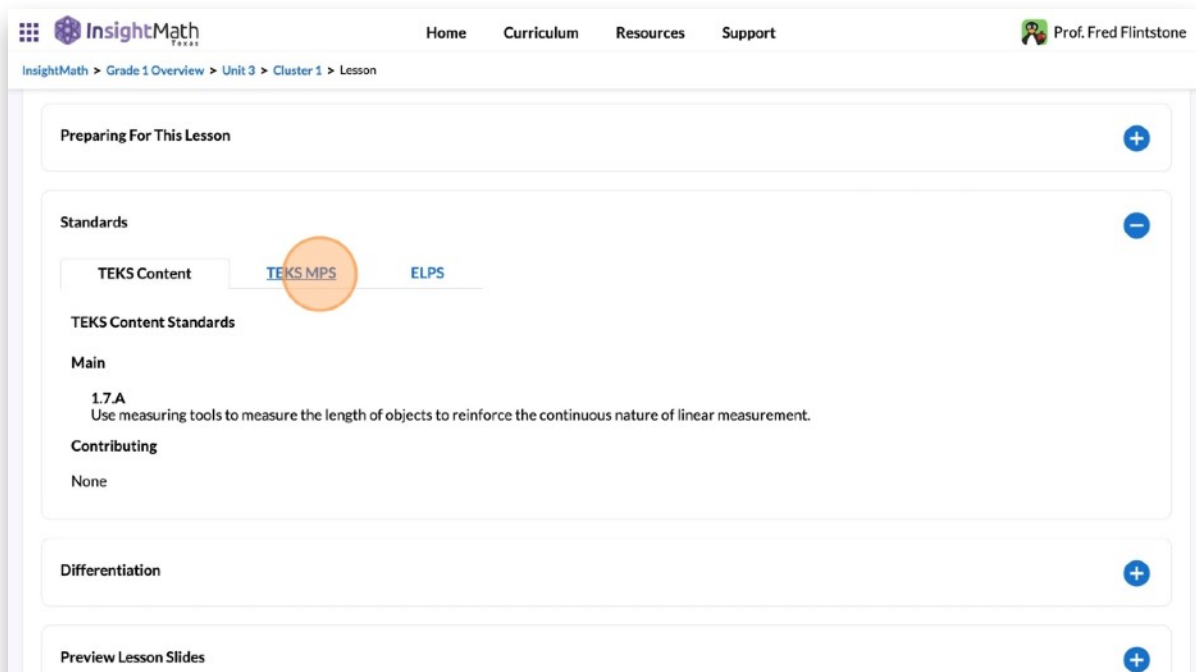 InsightMath
Texas
Home Curriculum Resources Support Prof. Fred Flintstone
InsightMath > Grade 1 Overview > Unit 3 > Cluster 1 > Lesson
Preparing For This Lesson
Standards
TEKS Content TEKS MPS ELPS
TEKS Content Standards
Main
1.7.A
Use measuring tools to measure the length of objects to reinforce the continuous nature of linear measurement.
Contributing
None
Differentiation
Preview Lesson Slides